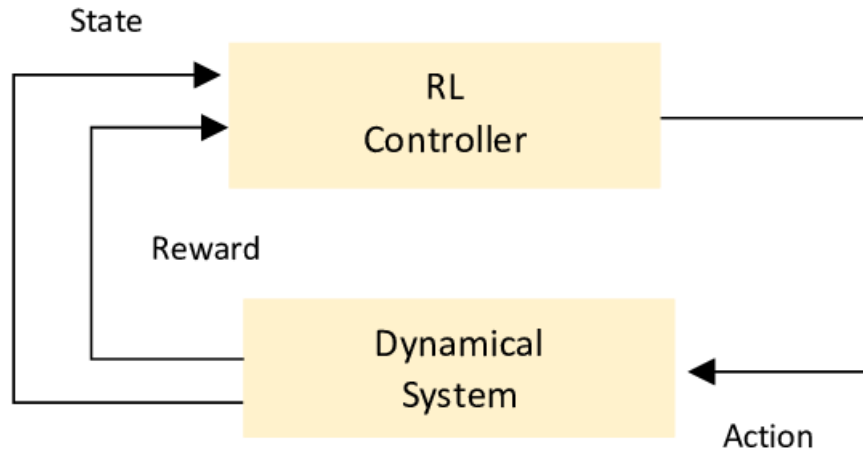 State
RL
Controller
Reward
Dynamical
System
Action